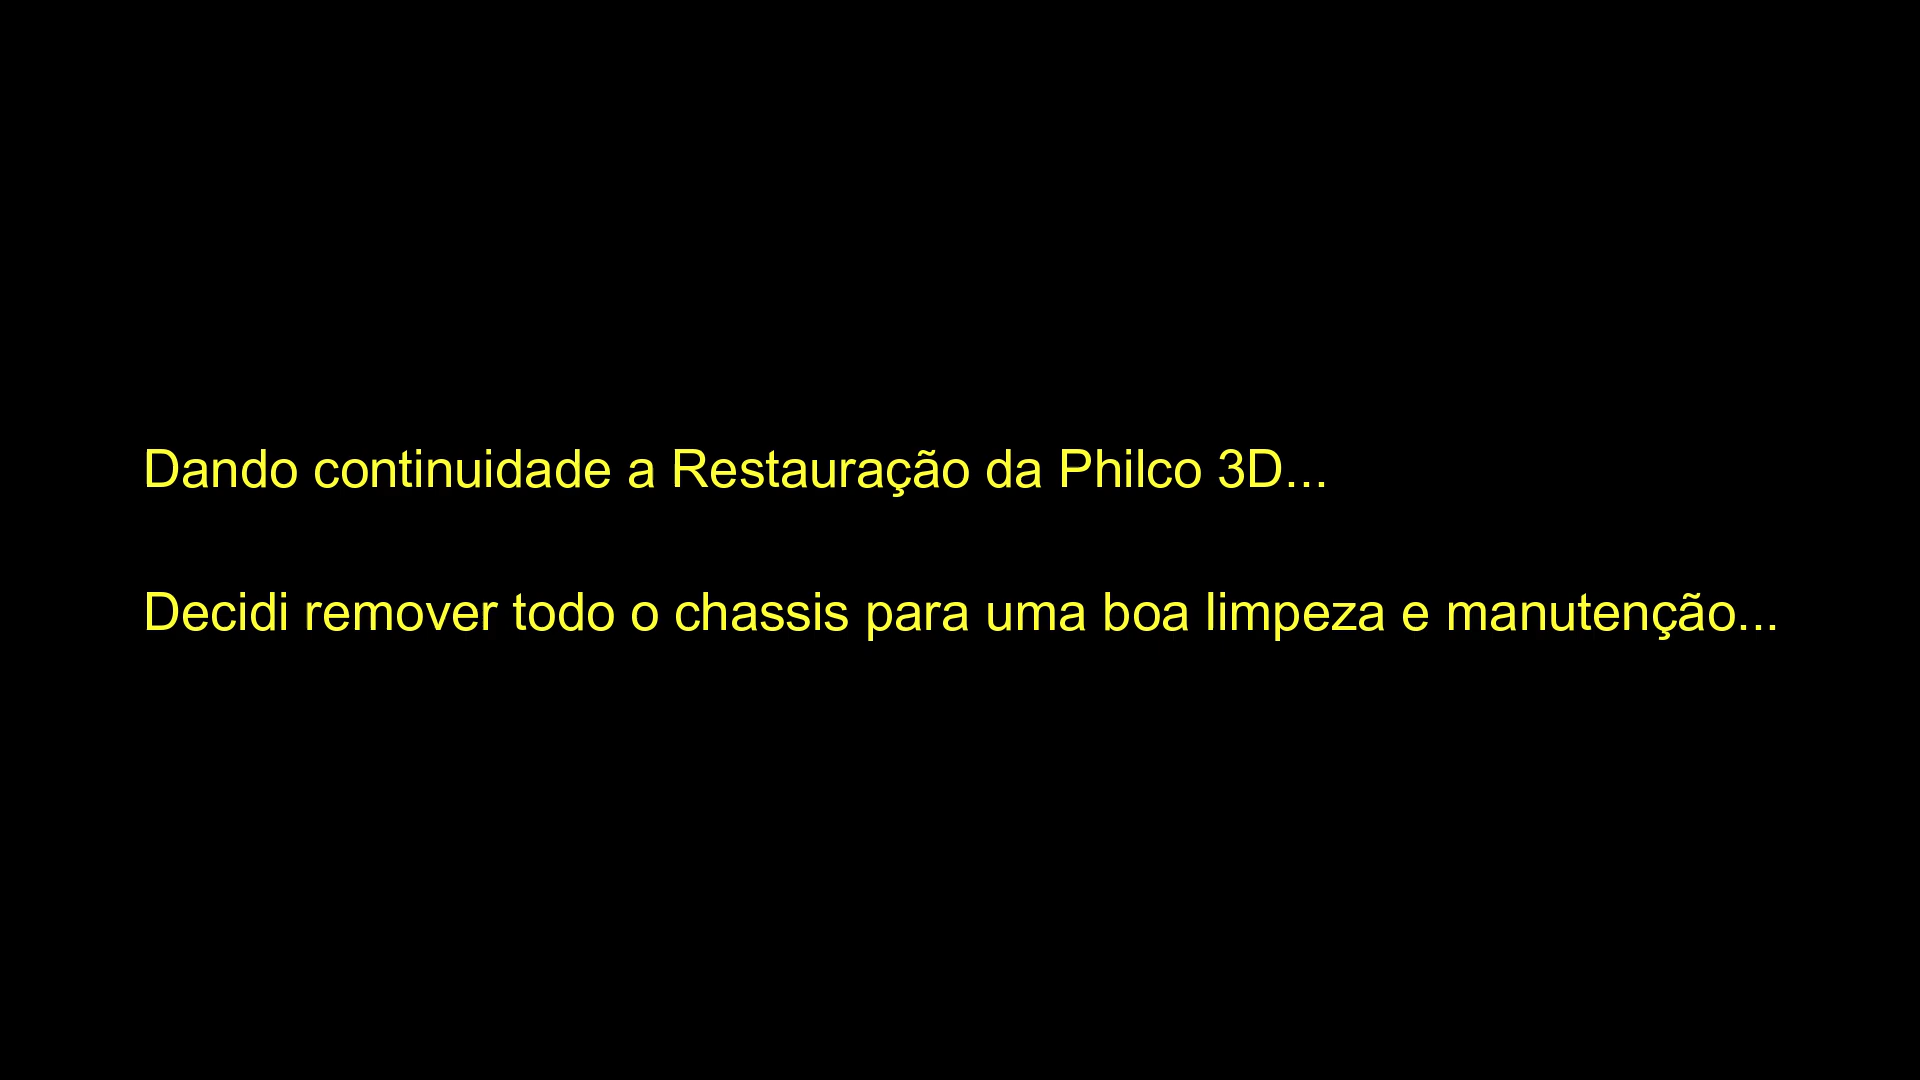 Dando continuidade a Restauração da Philco 3D...
Decidi remover todo o chassis para uma boa limpeza e manutenção...